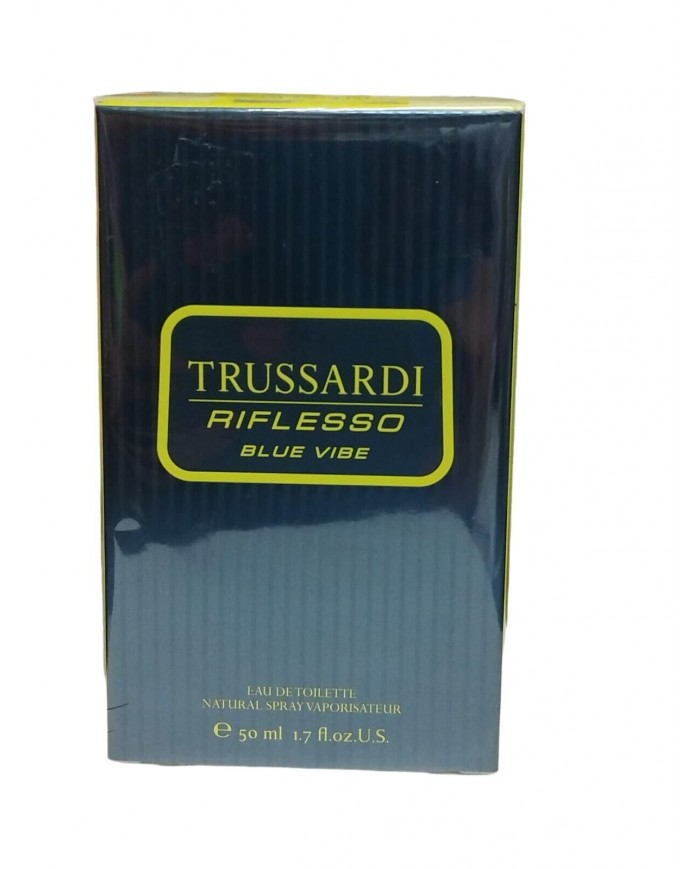 TRUSSARDI
RIFLESSO
BLUE VIBE
EAU DE TOILETTE
NATURAL SPRAY VAPORISATEUR
℮ 50 ml 1.7 fl.oz.U.S.